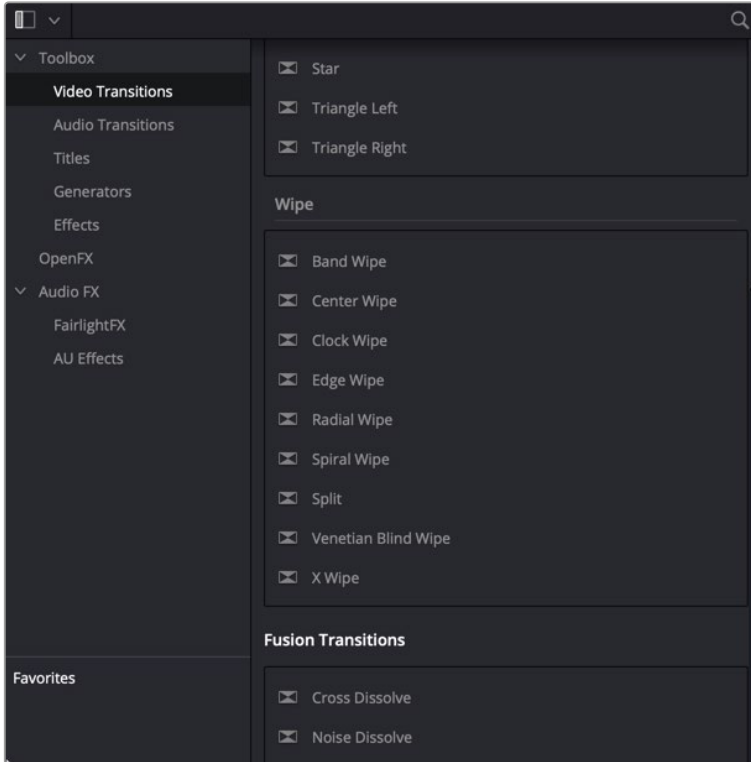 Toolbox
Video Transitions
Audio Transitions
Titles
Generators
Effects
OpenFX
Audio FX
FairlightFX
AU Effects
Favorites
Star
Triangle Left
Triangle Right
Wipe
Band Wipe
Center Wipe
Clock Wipe
Edge Wipe
Radial Wipe
Spiral Wipe
Split
Venetian Blind Wipe
X Wipe
Fusion Transitions
Cross Dissolve
Noise Dissolve